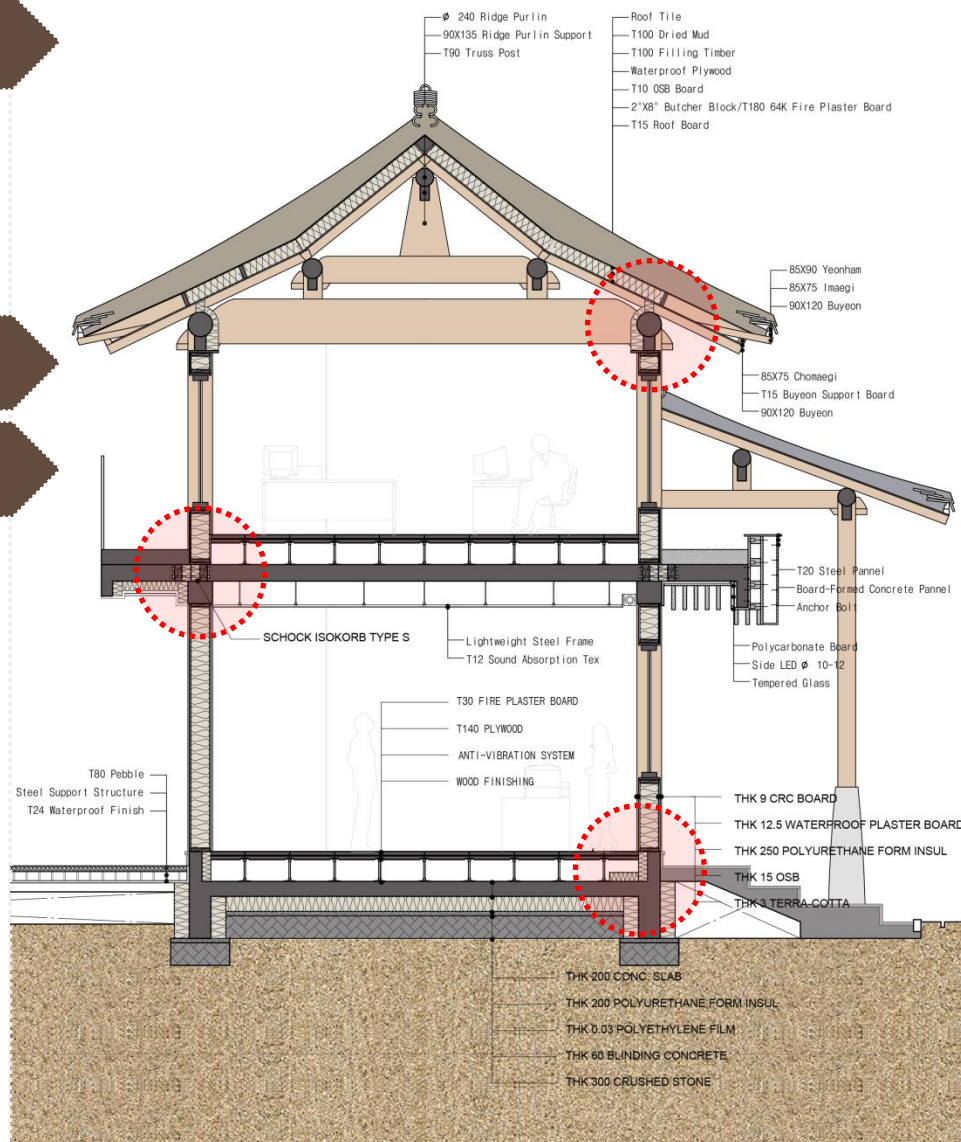 ø 240 Ridge Purlin
90X135 Ridge Purlin Support
T90 Truss Post
Roof Tile
T100 Dried Mud
T100 Filling Timber
Waterproof Plywood
T10 OSB Board
2"X8" Butcher Block/T180 64K Fire Plaster Board
T15 Roof Board
85X90 Yeonham
85X75 Imaegi
90X120 Buyeon
85X75 Chomaegi
T15 Buyeon Support Board
90X120 Buyeon
T20 Steel Pannel
Board-Formed Concrete Pannel
Anchor Bolt
SCHOCK ISOKORB TYPE S
Lightweight Steel Frame
T12 Sound Absorption Tex
Polycarbonate Board
Side LED ø 10-12
Tempered Glass
T30 FIRE PLASTER BOARD
T140 PLYWOOD
ANTI-VIBRATION SYSTEM
WOOD FINISHING
T80 Pebble
Steel Support Structure
T24 Waterproof Finish
THK 9 CRC BOARD
THK 12.5 WATERPROOF PLASTER BOARD
THK 250 POLYURETHANE FORM INSUL
THK 15 OSB
THK 3 TERRA-COTTA
THK 200 CONC. SLAB
THK 200 POLYURETHANE FORM INSUL
THK 0.03 POLYETHYLENE FILM
THK 60 BLINDING CONCRETE
THK 300 CRUSHED STONE